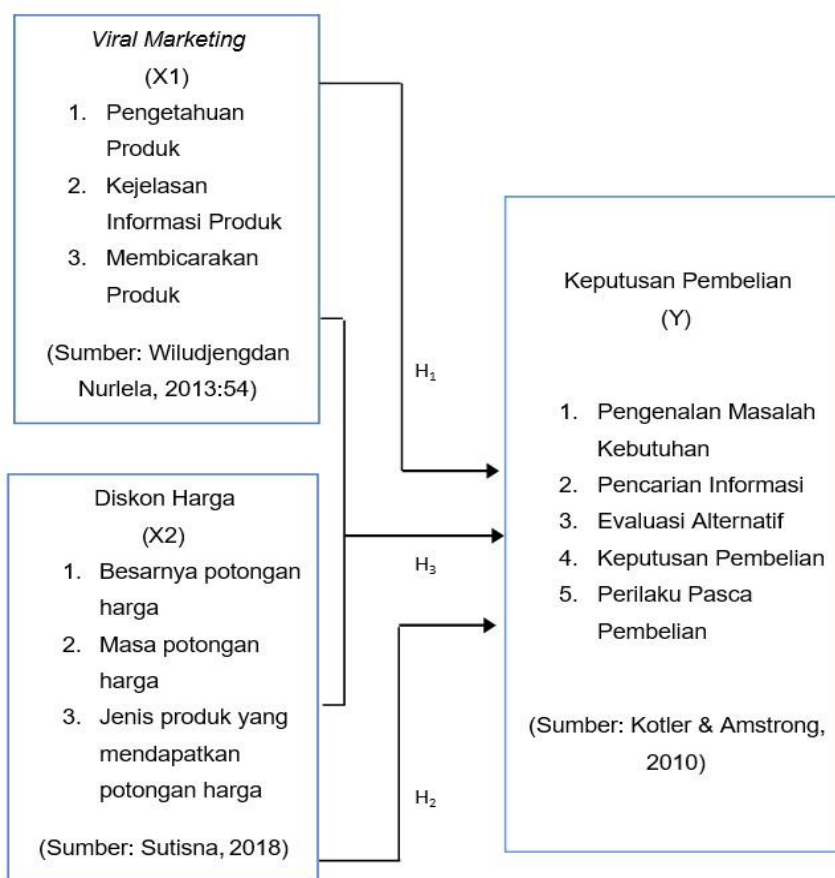 Viral Marketing
(X1)
1. Pengetahuan
Produk
2. Kejelasan
Informasi Produk
3. Membicarakan
Produk
(Sumber: Wiludjengdan
Nurlela, 2013:54)
Diskon Harga
(X2)
1. Besarnya potongan
harga
2. Masa potongan
harga
3. Jenis produk yang
mendapatkan
potongan harga
(Sumber: Sutisna, 2018)
H₁
H₃
H₂
Keputusan Pembelian
(Y)
1. Pengenalan Masalah
Kebutuhan
2. Pencarian Informasi
3. Evaluasi Alternatif
4. Keputusan Pembelian
5. Perilaku Pasca
Pembelian
(Sumber: Kotler & Amstrong,
2010)